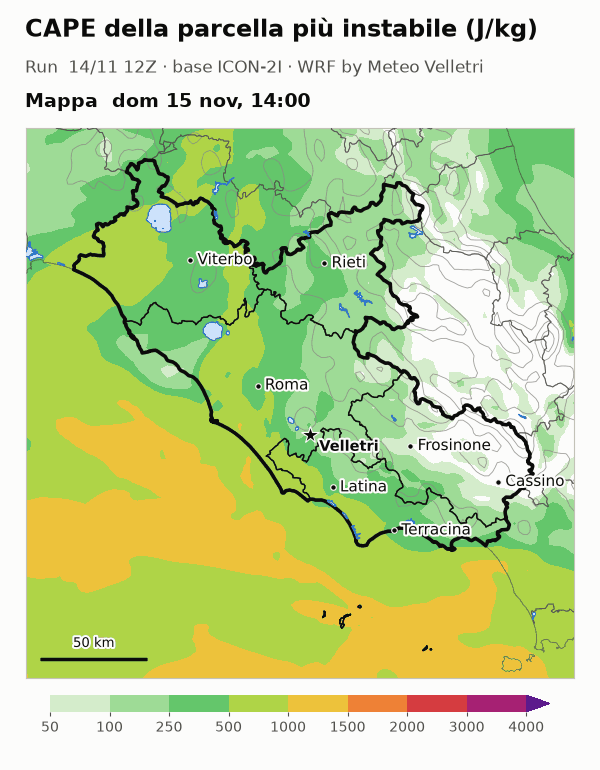 CAPE della parcella più instabile (J/kg)
Run  14/11 12Z · base ICON-2I · WRF by Meteo Velletri
Mappa  dom 15 nov, 14:00
Viterbo
Rieti
Roma
Velletri
Frosinone
Cassino
Latina
Terracina
50 km
50 100 250 500 1000 1500 2000 3000 4000